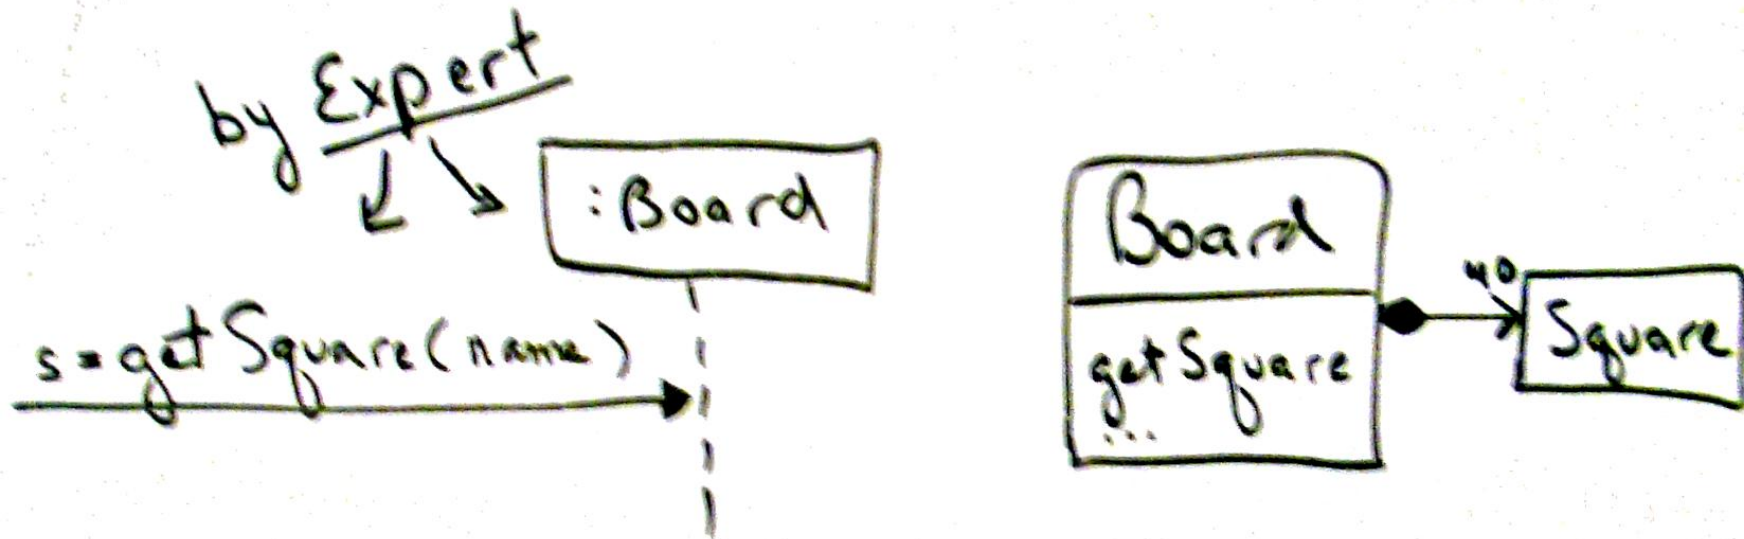 by Expert
:Board
s = getSquare(name)
Board
getSquare
...
40
Square